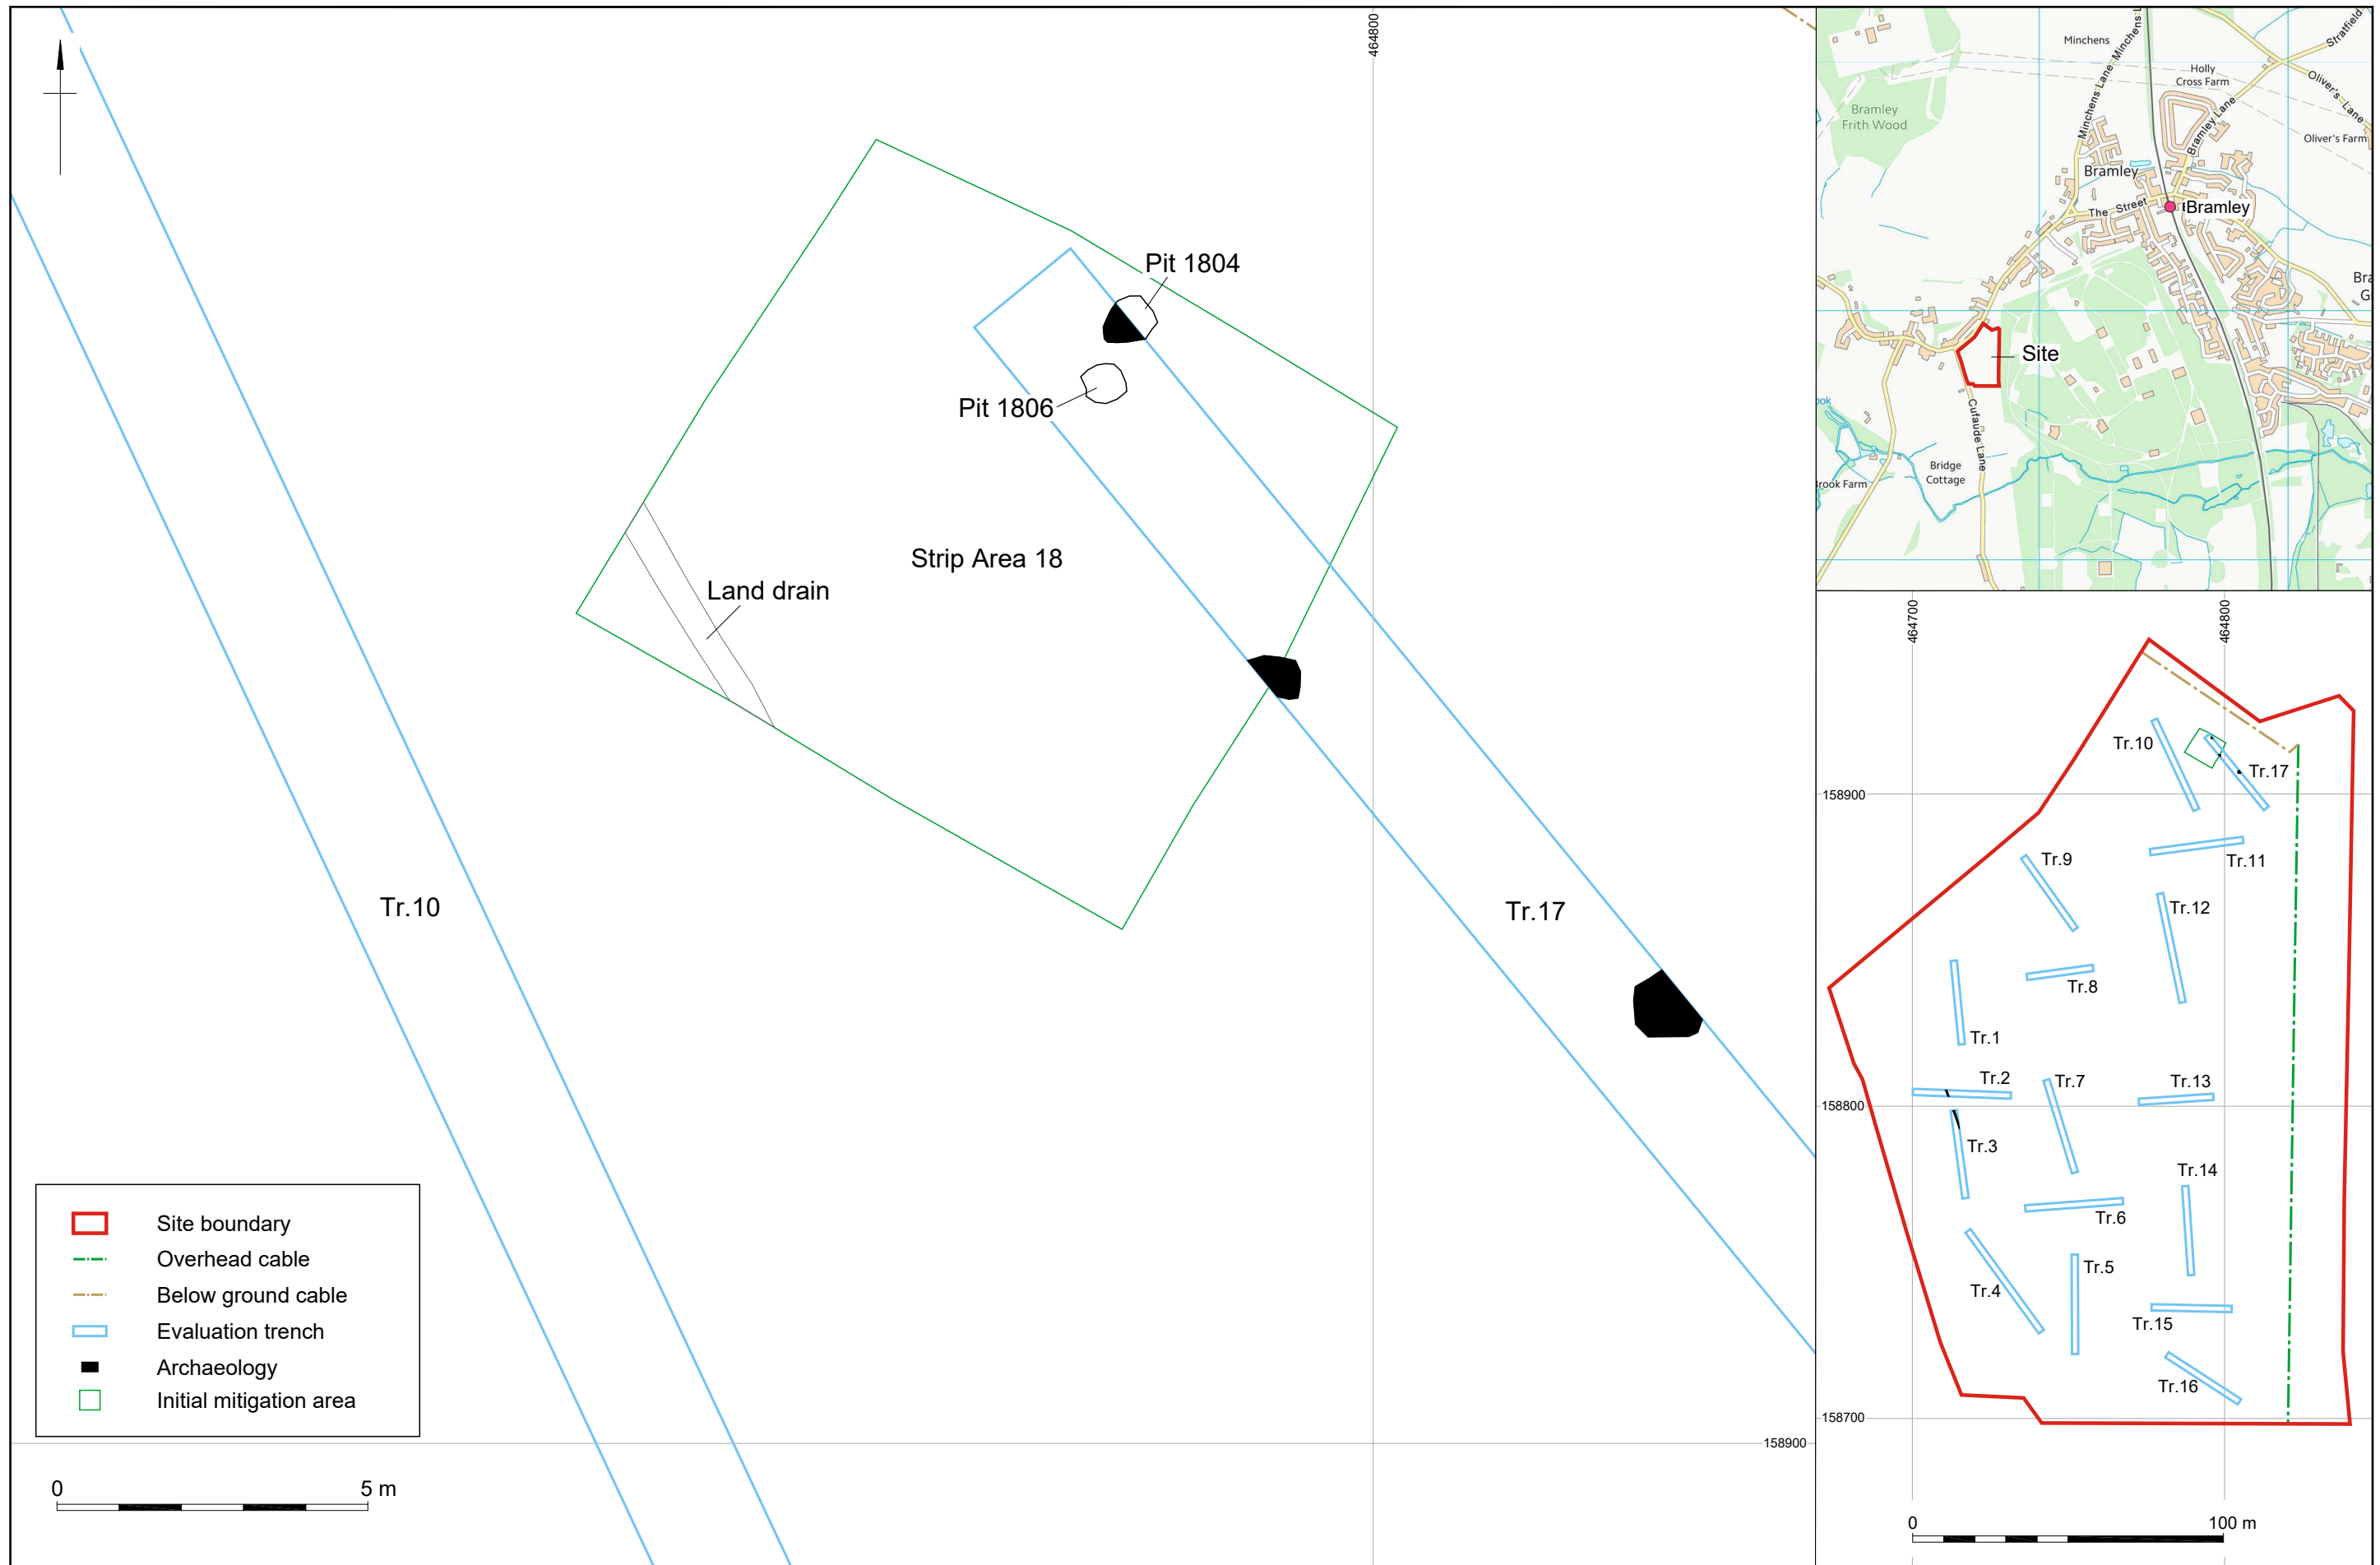 464800
Pit 1804
Pit 1806
Strip Area 18
Land drain
Tr.10
Tr.17
158900
Site boundary
Overhead cable
Below ground cable
Evaluation trench
Archaeology
Initial mitigation area
0 5 m
Minchens
Minchens Lane
Holly
Cross Farm
Stratfield
Oliver's Lane
Oliver's Farm
Bramley
Frith Wood
Minchens Lane
Bramley Lane
Bramley
The Street
Bramley
Site
Cufaude Lane
Bridge
Cottage
464700
464800
Tr.10
Tr.17
158900
Tr.9
Tr.11
Tr.12
Tr.8
Tr.1
Tr.2
Tr.7
Tr.13
158800
Tr.3
Tr.14
Tr.6
Tr.5
Tr.4
Tr.15
Tr.16
158700
0 100 m